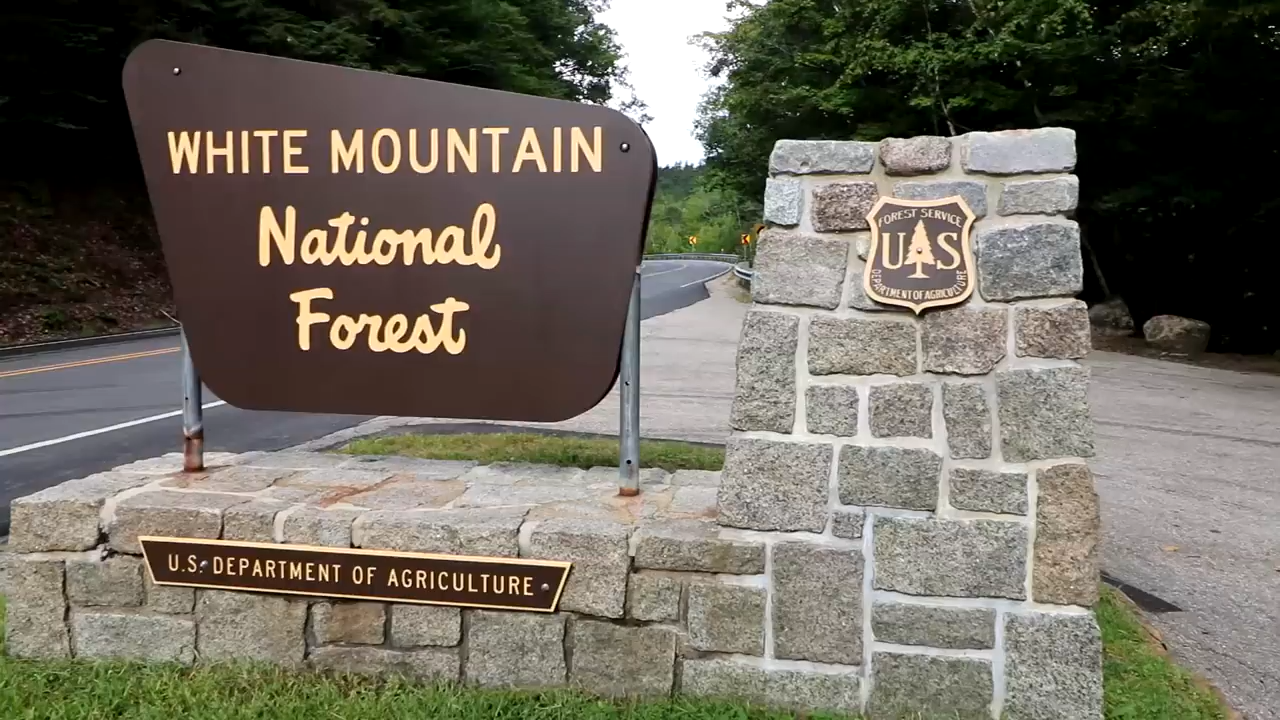 WHITE MOUNTAIN
National
Forest
FOREST SERVICE
U S
DEPARTMENT OF AGRICULTURE
U.S. DEPARTMENT OF AGRICULTURE